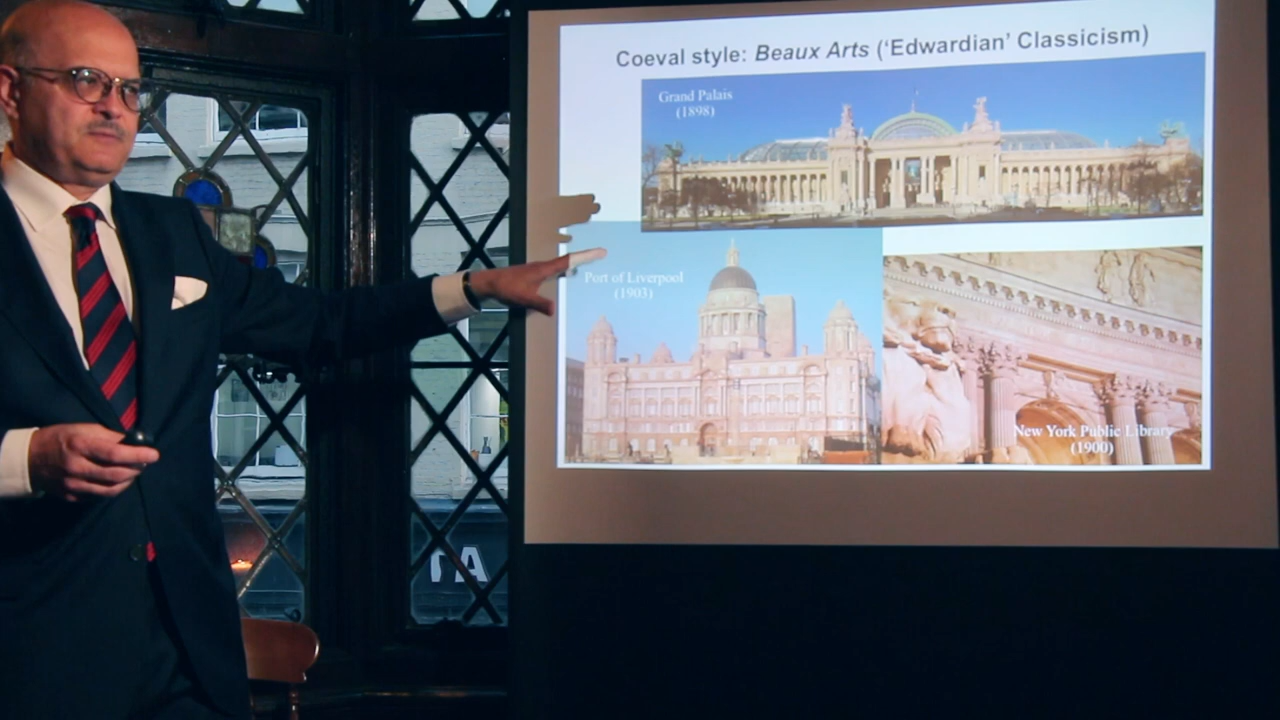 Coeval style: Beaux Arts (‘Edwardian’ Classicism)
Grand Palais
(1898)
Port of Liverpool
(1903)
New York Public Library
(1900)